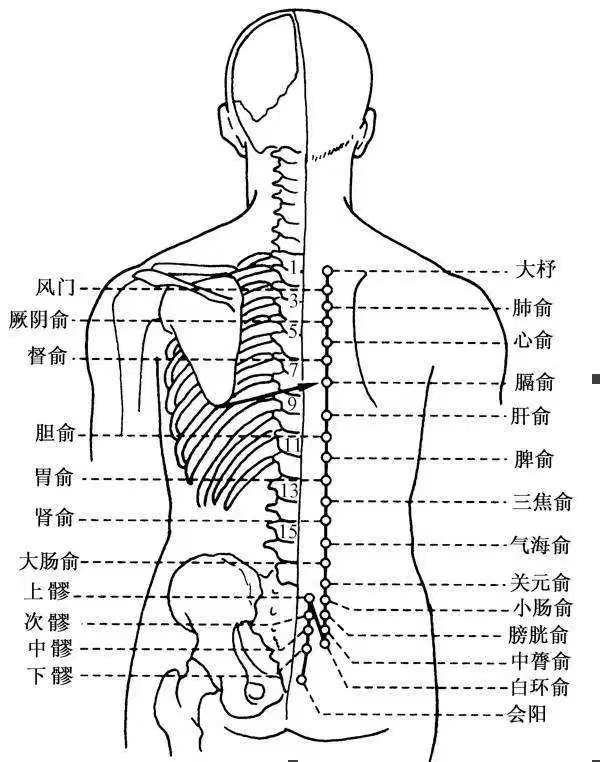 风门
厥阴俞
督俞
胆俞
胃俞
肾俞
大肠俞
上髎
次髎
中髎
下髎
1
3
5
7
9
11
13
15
大杼
肺俞
心俞
膈俞
肝俞
脾俞
三焦俞
气海俞
关元俞
小肠俞
膀胱俞
中膂俞
白环俞
会阳